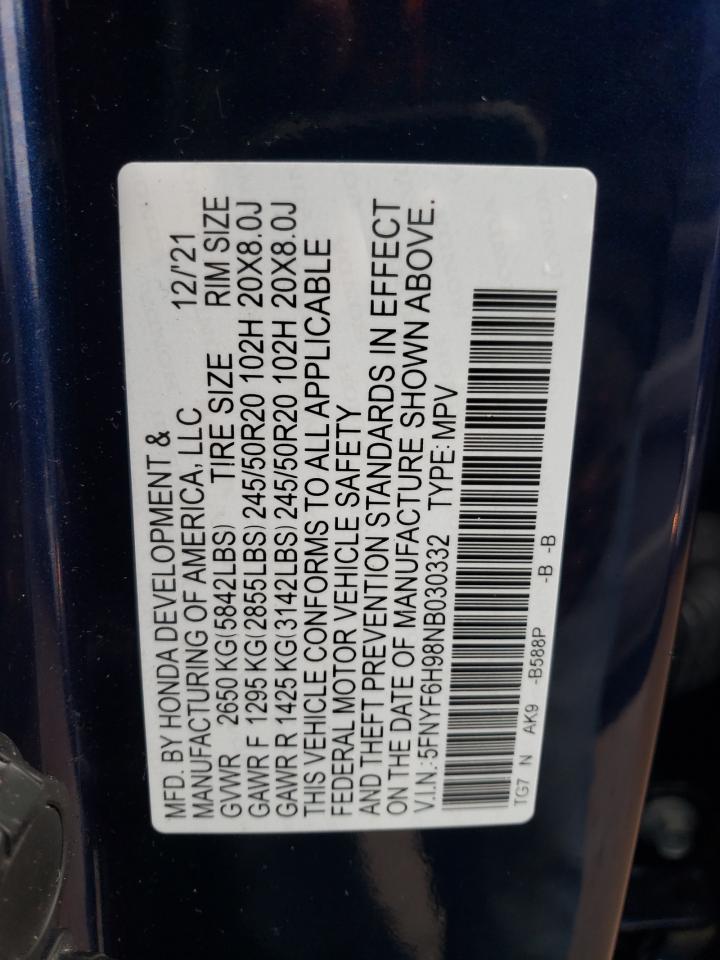 MFD. BY HONDA DEVELOPMENT &
MANUFACTURING OF AMERICA, LLC 12/'21
GVWR 2650 KG(5842LBS) TIRE SIZE RIM SIZE
GAWR F 1295 KG(2855LBS) 245/50R20 102H 20X8.0J
GAWR R 1425 KG(3142LBS) 245/50R20 102H 20X8.0J
THIS VEHICLE CONFORMS TO ALL APPLICABLE
FEDERAL MOTOR VEHICLE SAFETY
AND THEFT PREVENTION STANDARDS IN EFFECT
ON THE DATE OF MANUFACTURE SHOWN ABOVE.
V.I.N.: 5FNYF6H98NB030332 TYPE: MPV
TG7 N AK9 -B588P -B -B